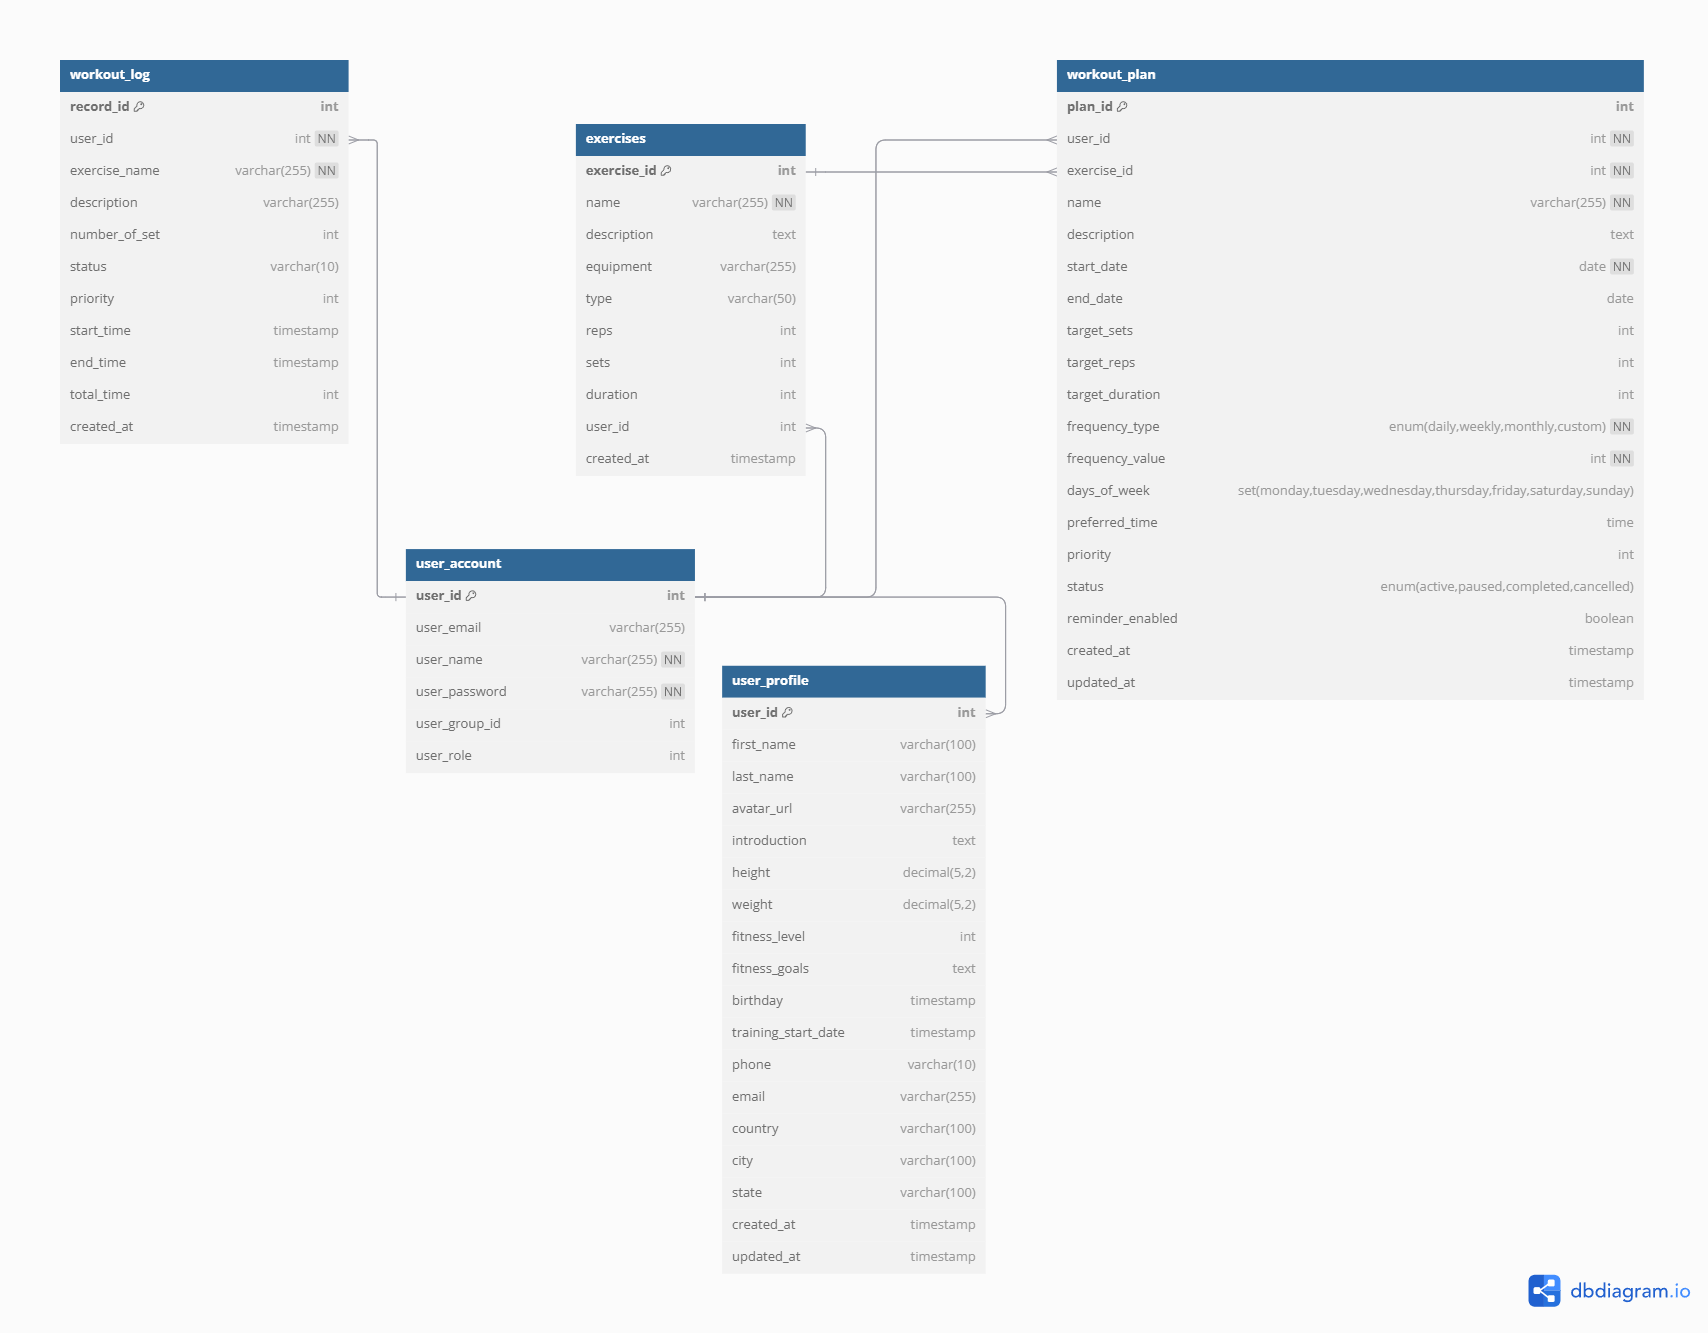 workout_log
record_id int
user_id int NN
exercise_name varchar(255) NN
description varchar(255)
number_of_set int
status varchar(10)
priority int
start_time timestamp
end_time timestamp
total_time int
created_at timestamp
exercises
exercise_id int
name varchar(255) NN
description text
equipment varchar(255)
type varchar(50)
reps int
sets int
duration int
user_id int
created_at timestamp
workout_plan
plan_id int
user_id int NN
exercise_id int NN
name varchar(255) NN
description text
start_date date NN
end_date date
target_sets int
target_reps int
target_duration int
frequency_type enum(daily,weekly,monthly,custom) NN
frequency_value int NN
days_of_week set(monday,tuesday,wednesday,thursday,friday,saturday,sunday)
preferred_time time
priority int
status enum(active,paused,completed,cancelled)
reminder_enabled boolean
created_at timestamp
updated_at timestamp
user_account
user_id int
user_email varchar(255)
user_name varchar(255) NN
user_password varchar(255) NN
user_group_id int
user_role int
user_profile
user_id int
first_name varchar(100)
last_name varchar(100)
avatar_url varchar(255)
introduction text
height decimal(5,2)
weight decimal(5,2)
fitness_level int
fitness_goals text
birthday timestamp
training_start_date timestamp
phone varchar(10)
email varchar(255)
country varchar(100)
city varchar(100)
state varchar(100)
created_at timestamp
updated_at timestamp
dbdiagram.io